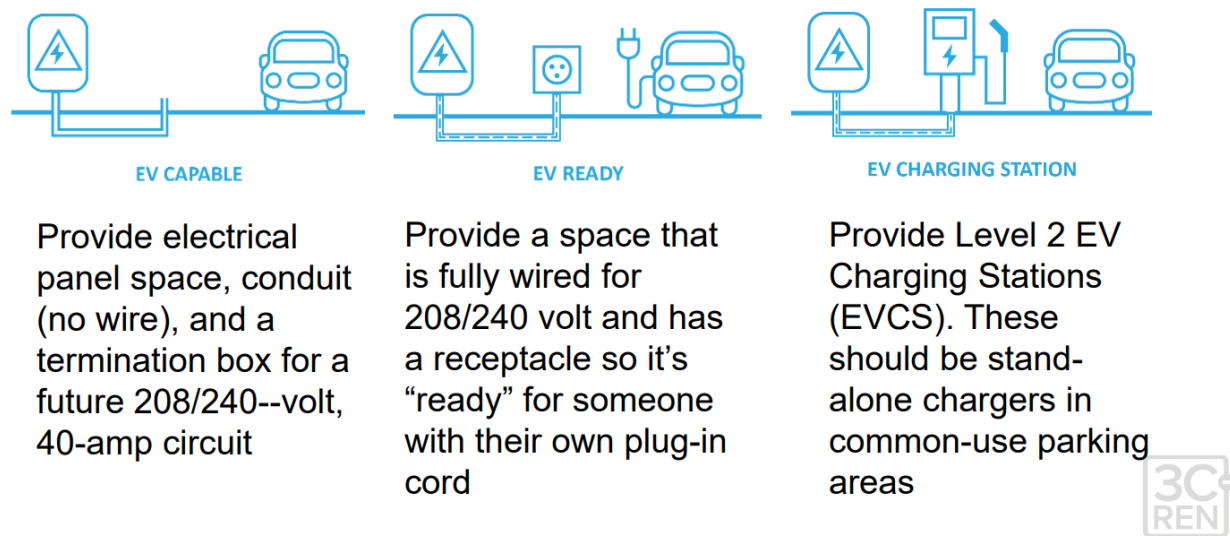 EV CAPABLE
Provide electrical
panel space, conduit
(no wire), and a
termination box for a
future 208/240--volt,
40-amp circuit
EV READY
Provide a space that
is fully wired for
208/240 volt and has
a receptacle so it’s
“ready” for someone
with their own plug-in
cord
EV CHARGING STATION
Provide Level 2 EV
Charging Stations
(EVCS). These
should be stand-
alone chargers in
common-use parking
areas
3C
REN